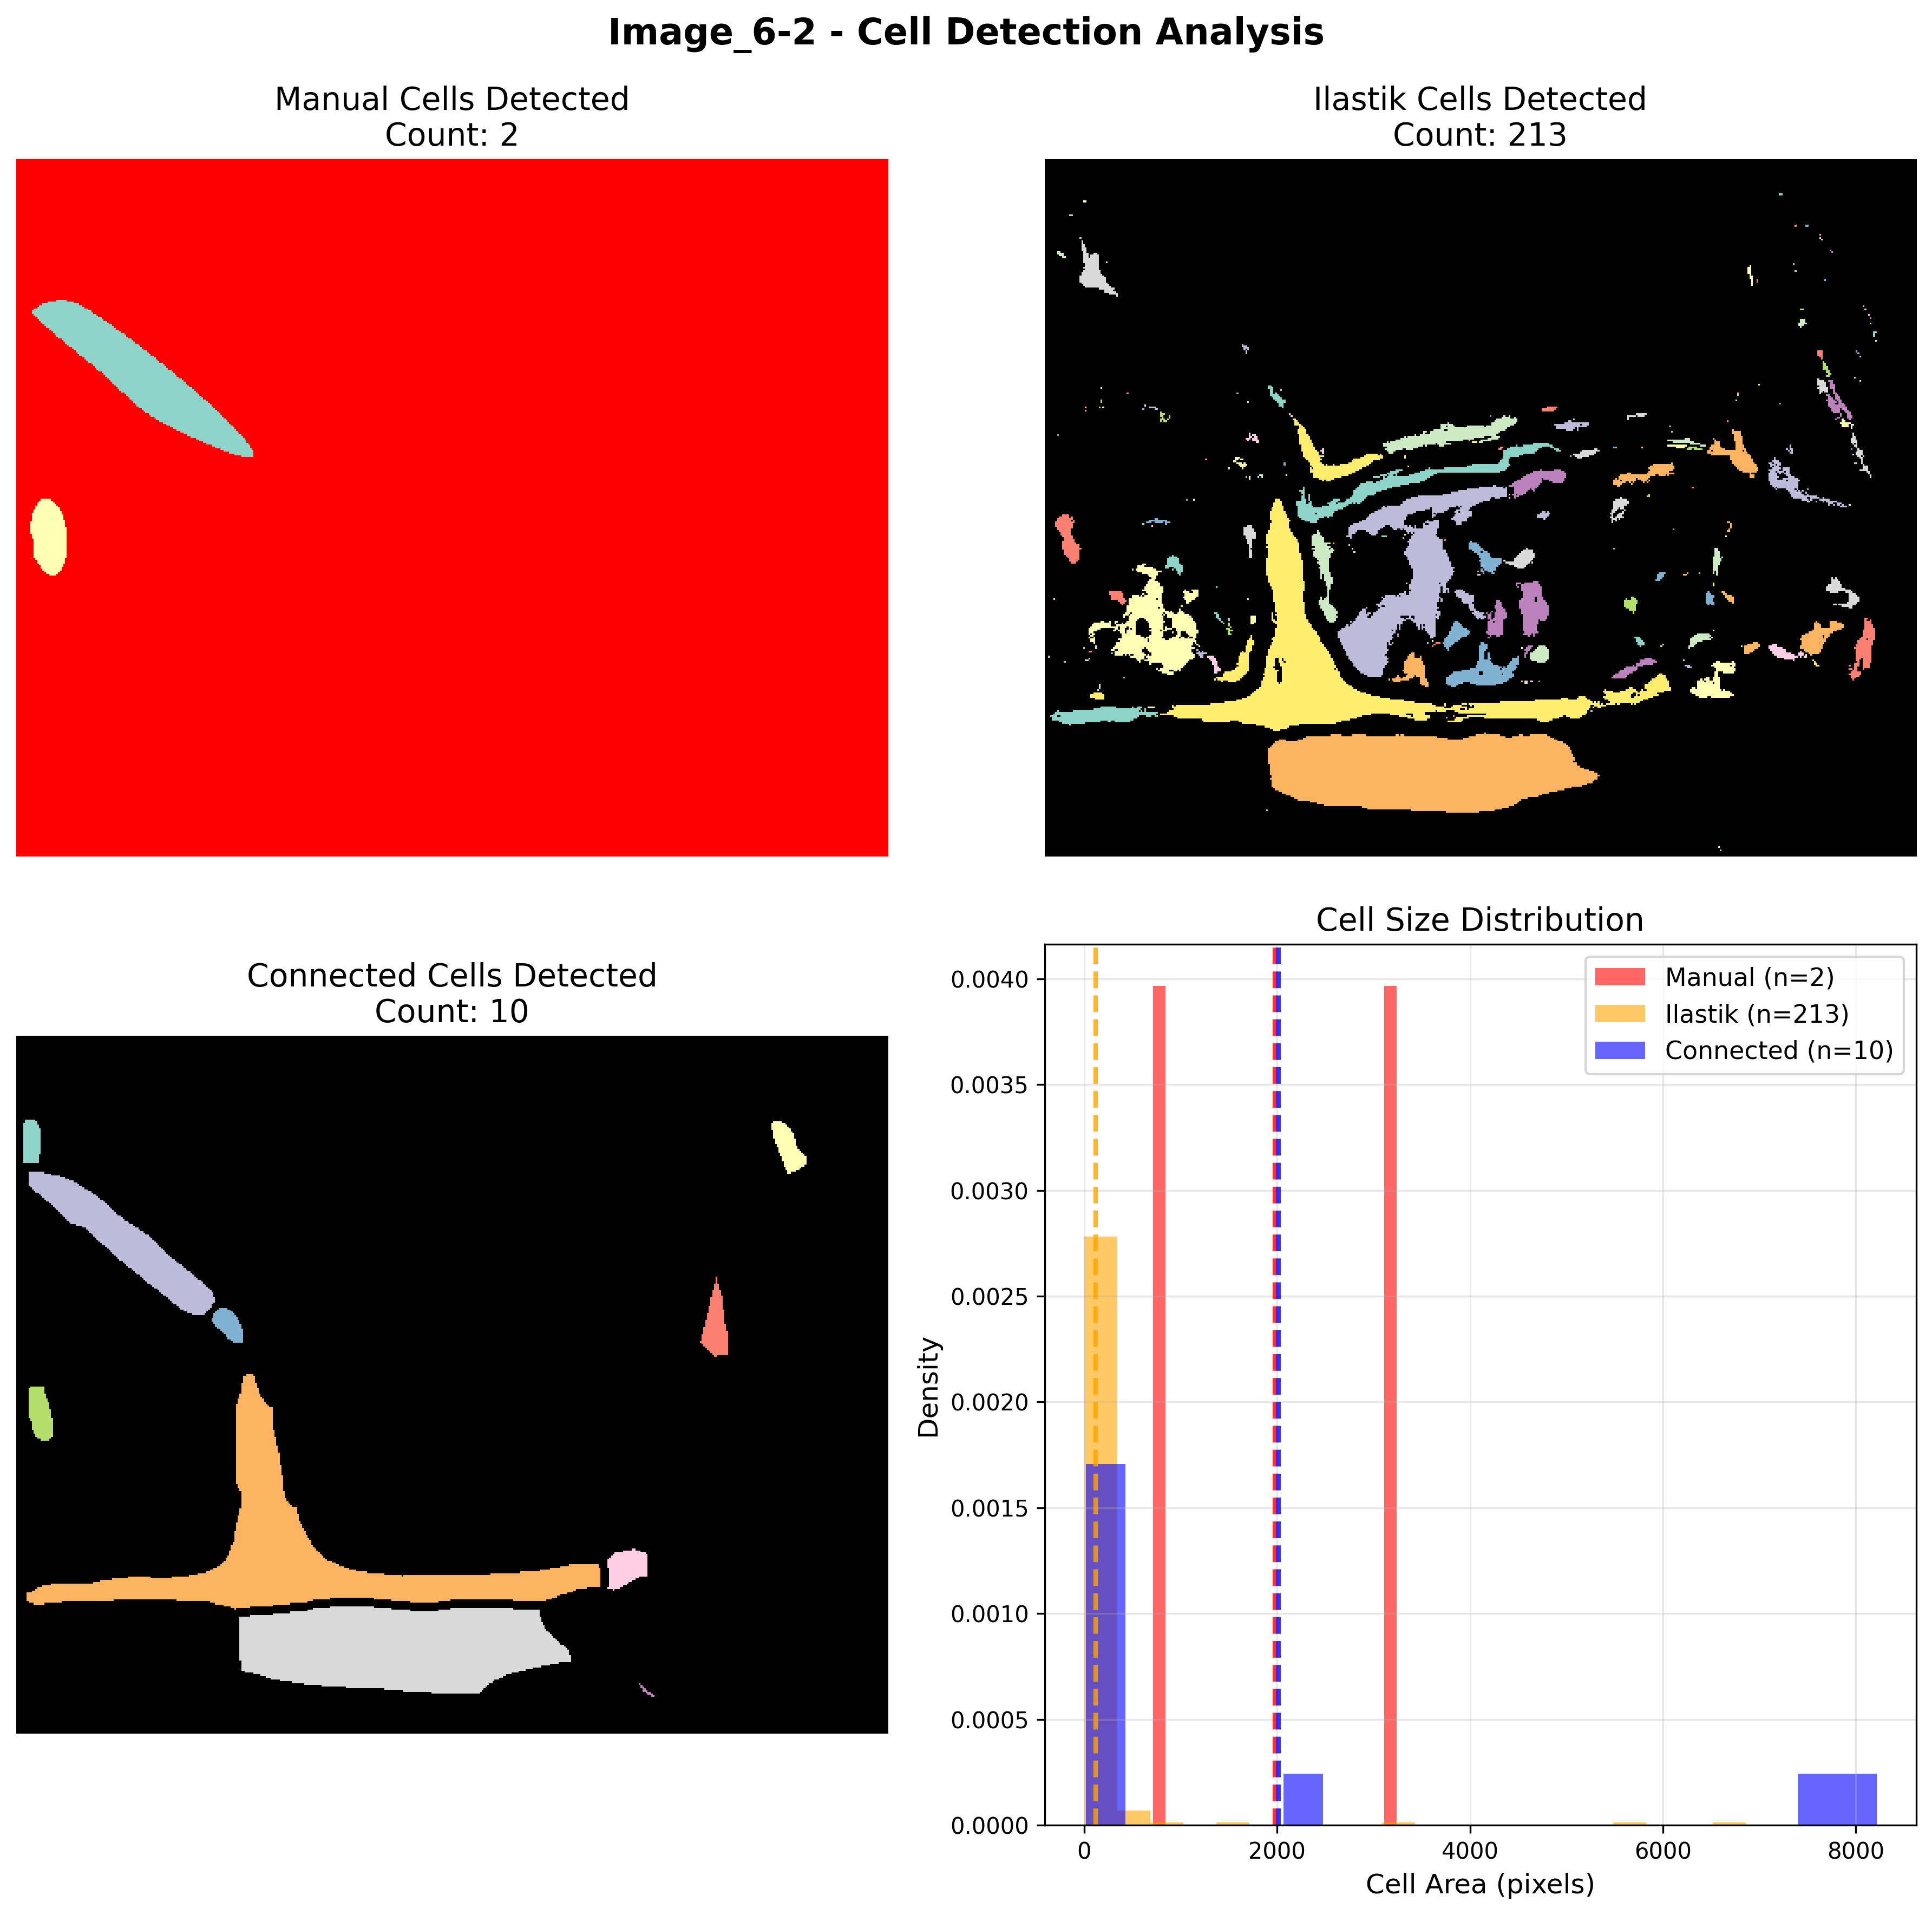 Image_6-2 - Cell Detection Analysis
Manual Cells Detected
Count: 2
Ilastik Cells Detected
Count: 213
Connected Cells Detected
Count: 10
Cell Size Distribution
Manual (n=2)
Ilastik (n=213)
Connected (n=10)
0.0040
0.0035
0.0030
0.0025
0.0020
0.0015
0.0010
0.0005
0.0000
Density
0 2000 4000 6000 8000
Cell Area (pixels)